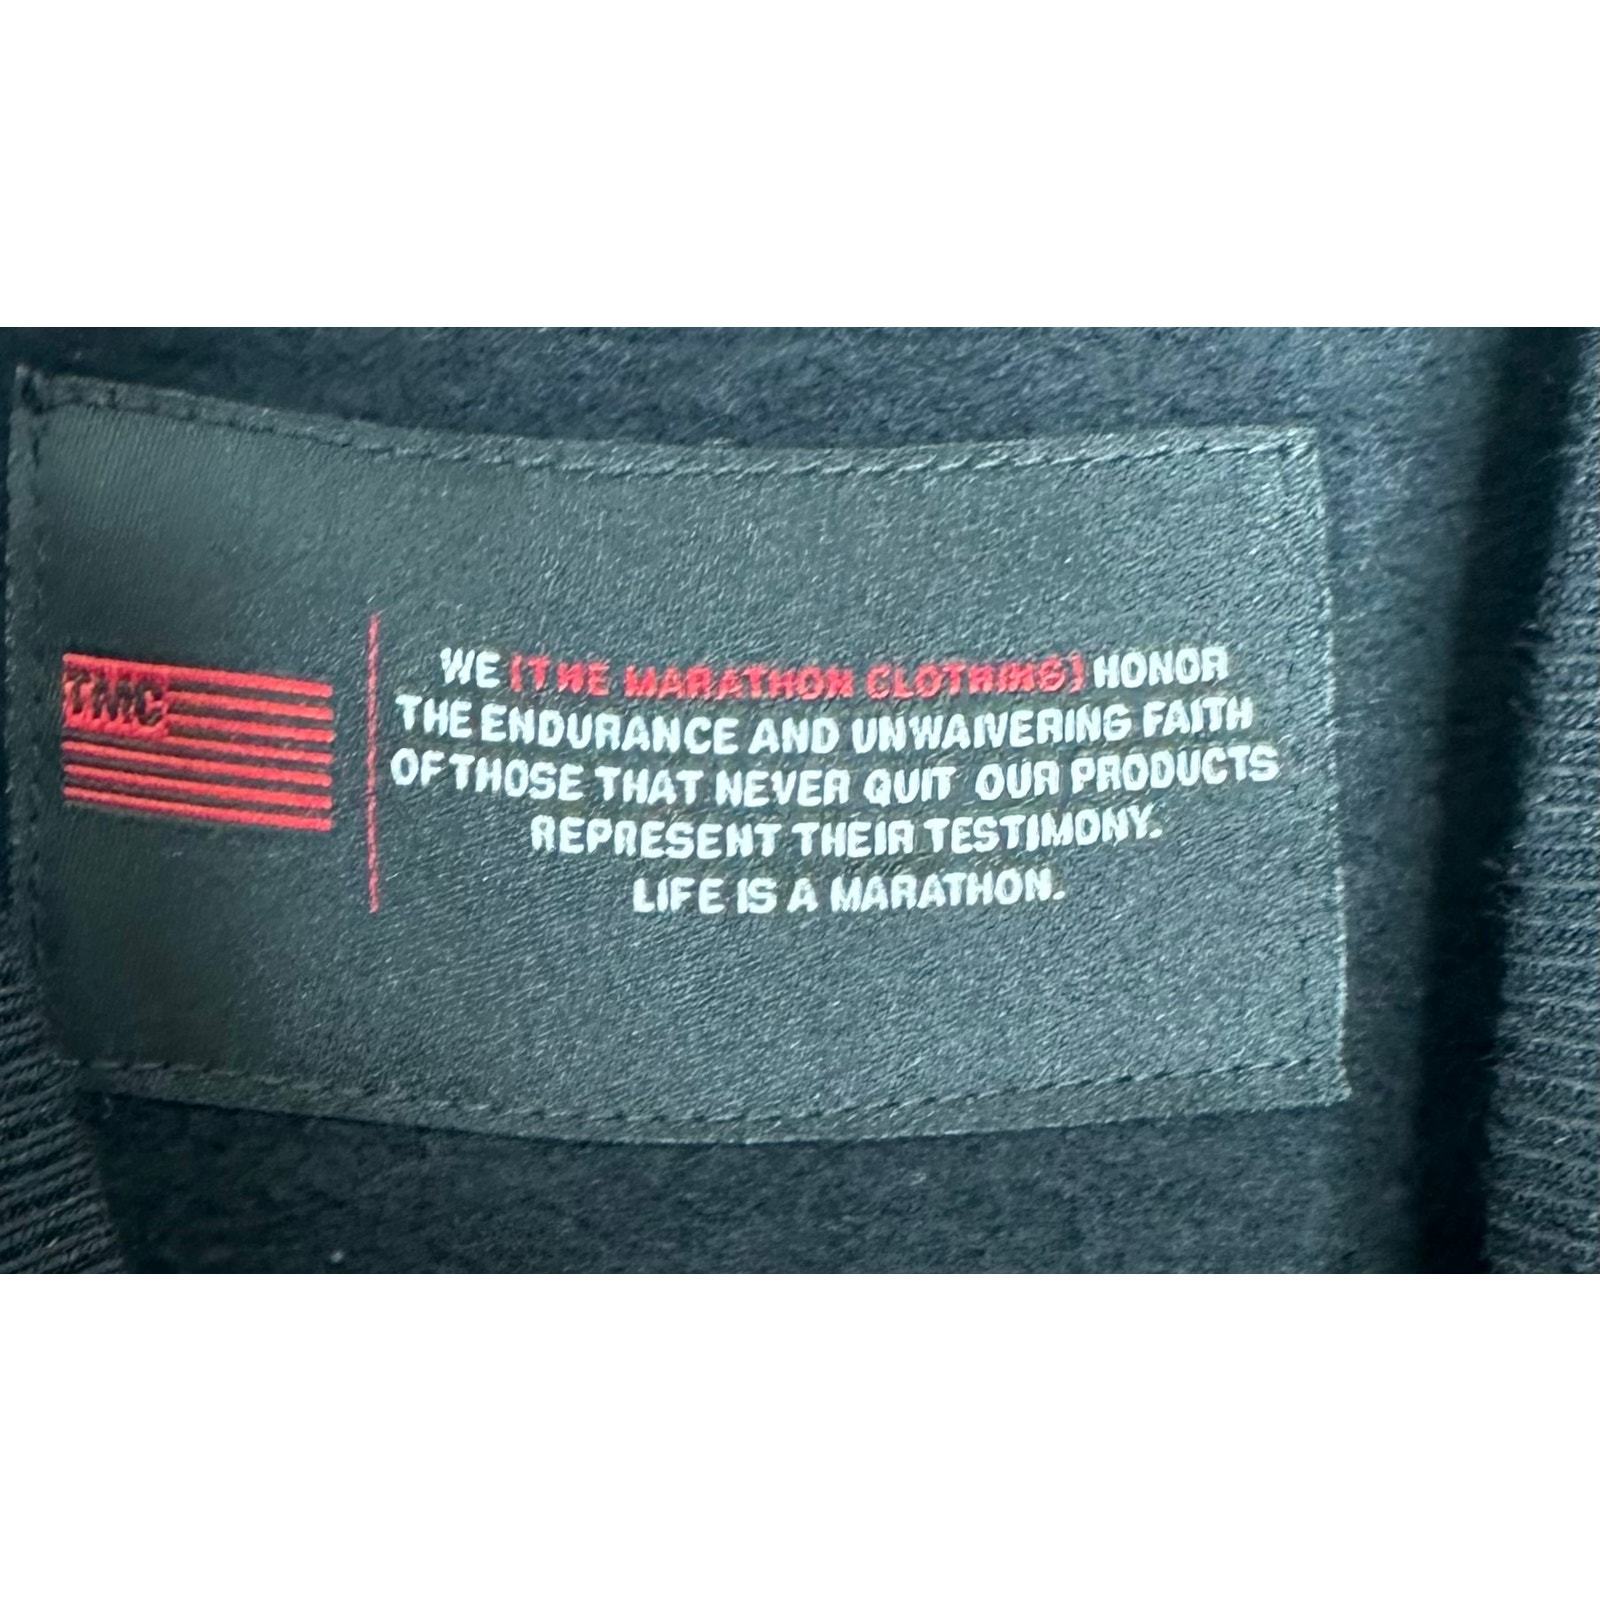 TMC
WE [THE MARATHON CLOTHING] HONOR
THE ENDURANCE AND UNWAIVERING FAITH
OF THOSE THAT NEVER QUIT OUR PRODUCTS
REPRESENT THEIR TESTIMONY.
LIFE IS A MARATHON.